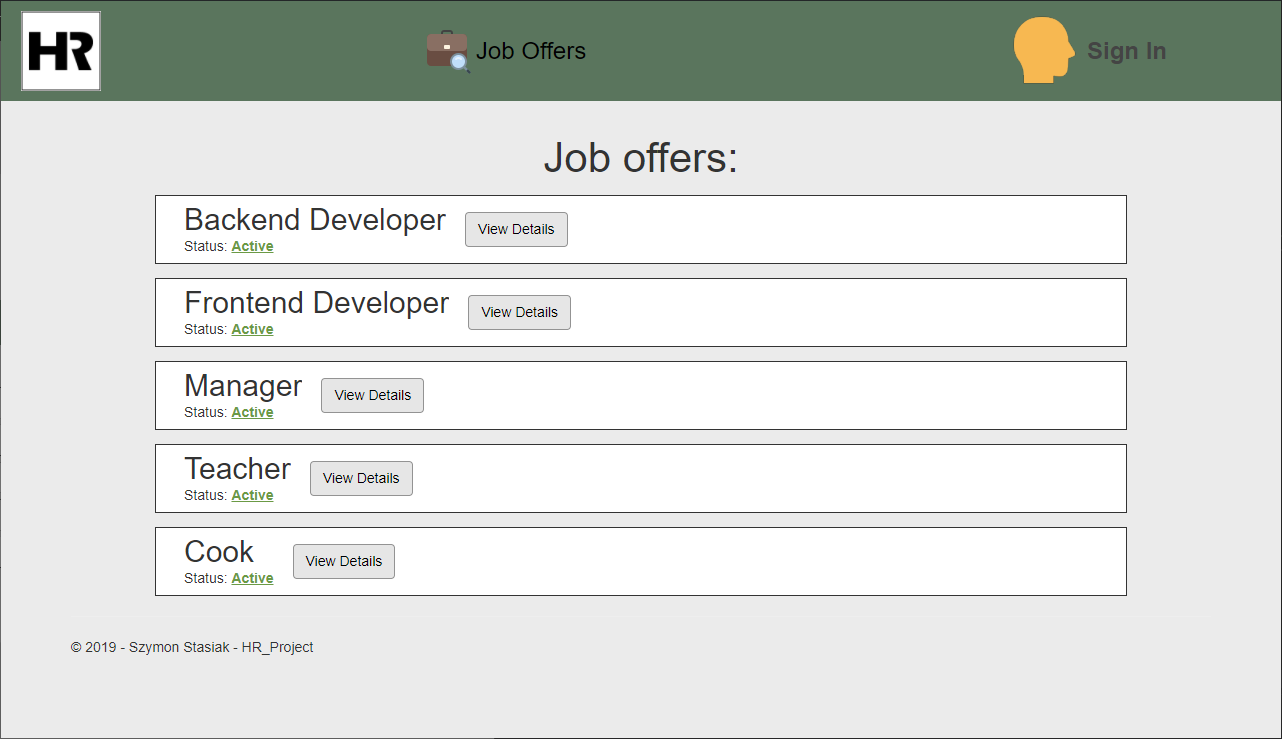 HR
Job Offers
Sign In
Job offers:
Backend Developer
View Details
Status: Active
Frontend Developer
View Details
Status: Active
Manager
View Details
Status: Active
Teacher
View Details
Status: Active
Cook
View Details
Status: Active
© 2019 - Szymon Stasiak - HR_Project